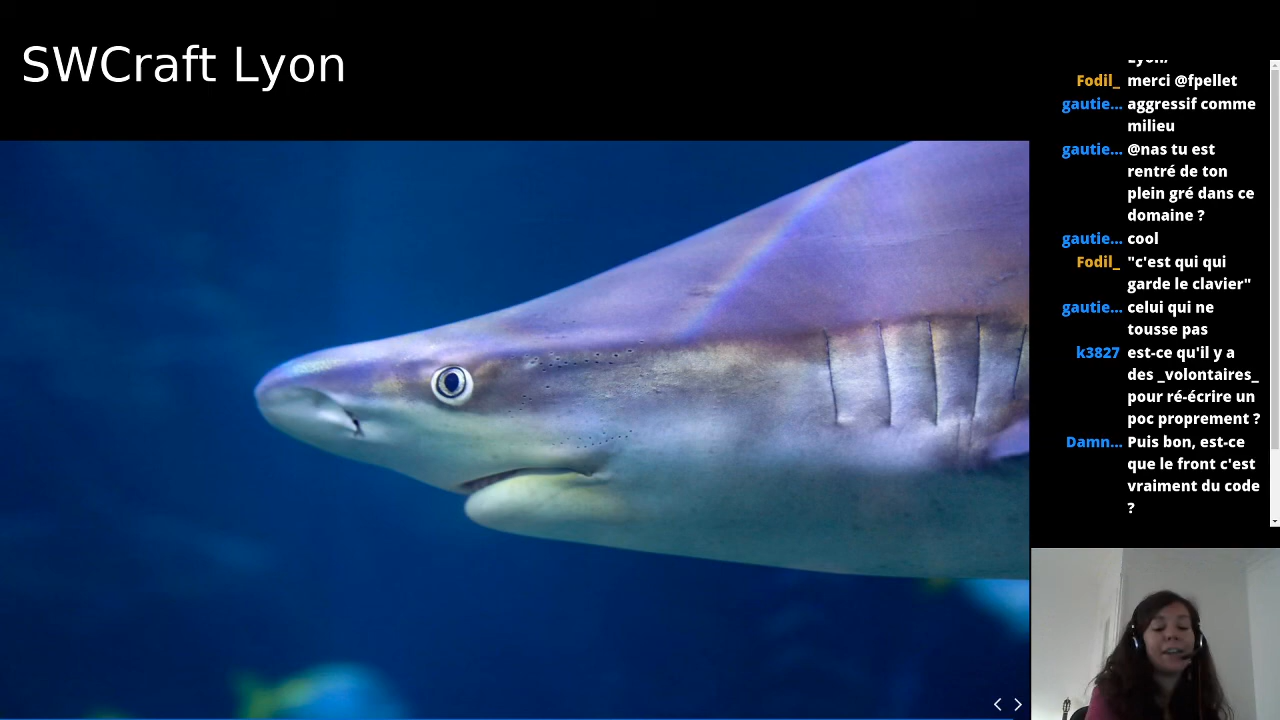 SWCraft Lyon
Fodil_ merci @fpellet
gautie... aggressif comme
milieu
gautie... @nas tu est
rentré de ton
plein gré dans ce
domaine ?
gautie... cool
Fodil_ "c'est qui qui
garde le clavier"
gautie... celui qui ne
tousse pas
k3827 est-ce qu'il y a
des _volontaires_
pour ré-écrire un
poc proprement ?
Damn... Puis bon, est-ce
que le front c'est
vraiment du code
?